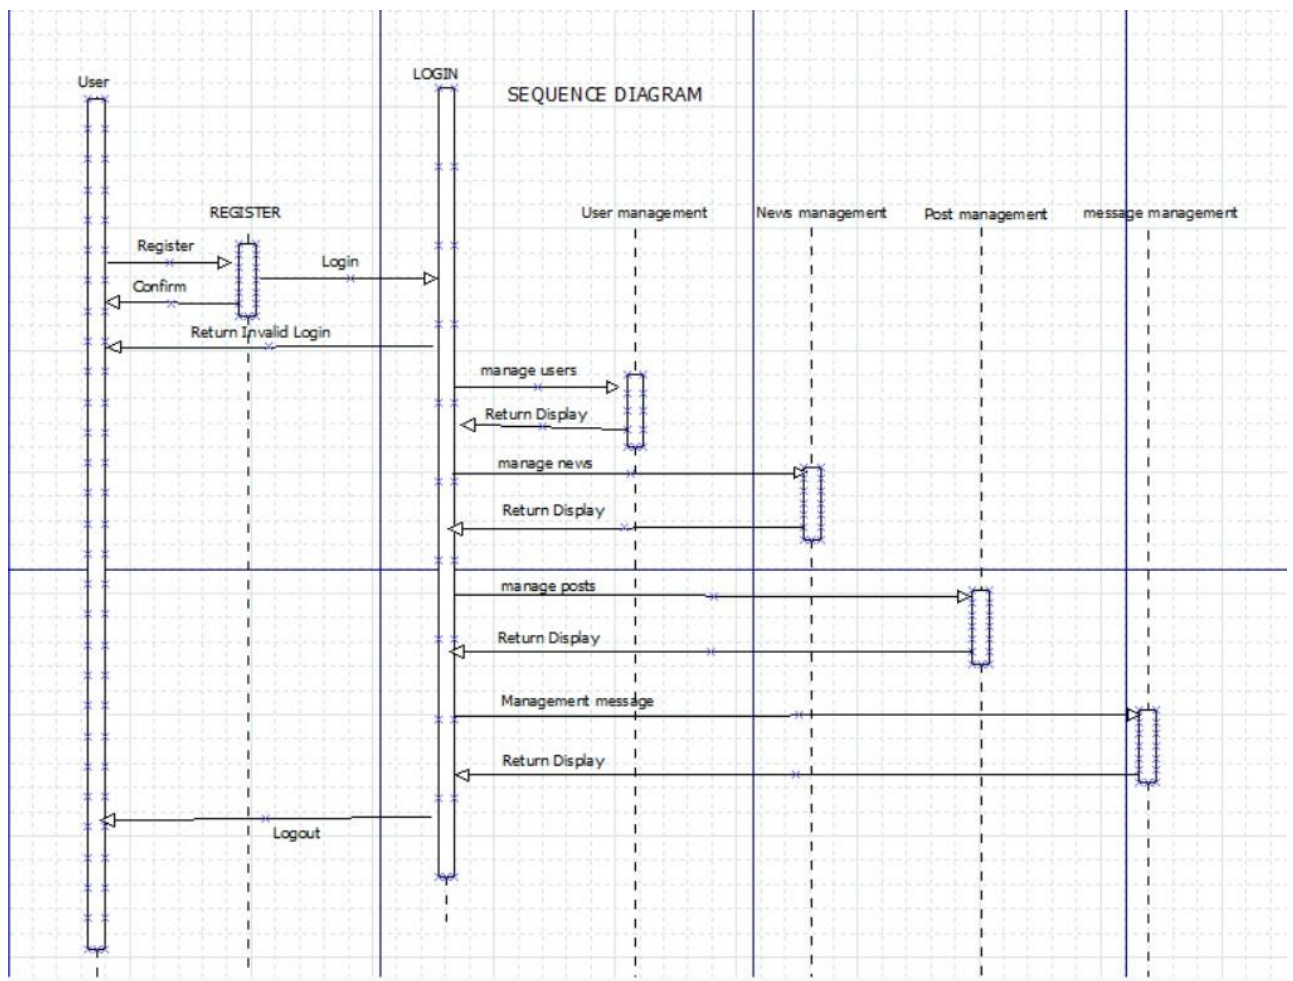 User
LOGIN
SEQUENCE DIAGRAM
REGISTER
User management
News management
Post management
message management
Register
Login
Confirm
Return Invalid Login
manage users
Return Display
manage news
Return Display
manage posts
Return Display
Management message
Return Display
Logout